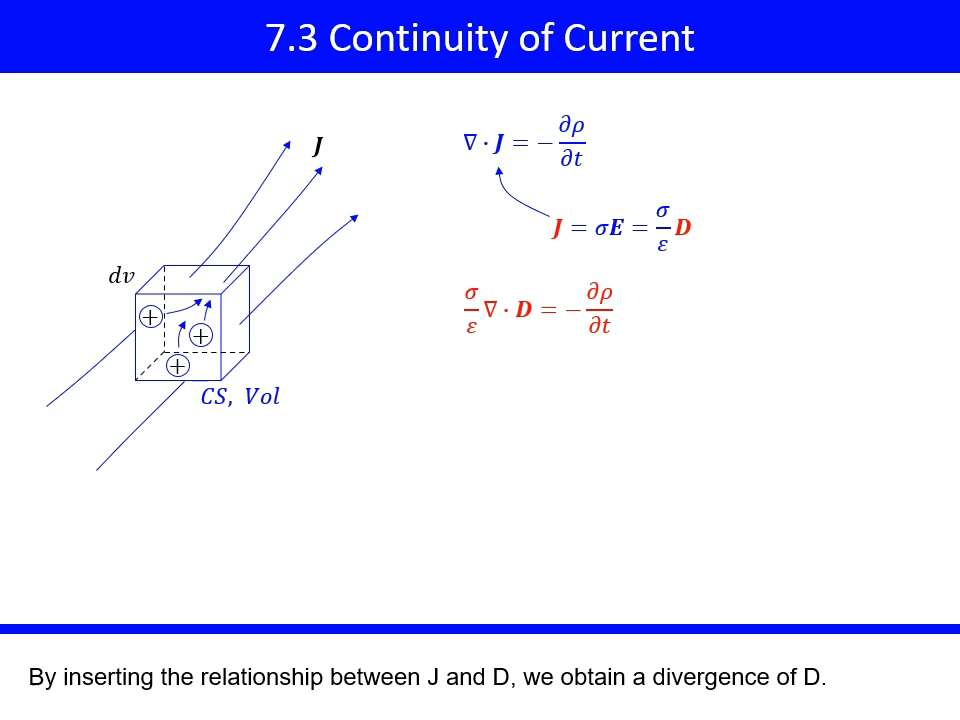 7.3 Continuity of Current
J
∇ · J = − ∂ρ/∂t
J = σE = σ/ε D
dv
σ/ε ∇ · D = − ∂ρ/∂t
+
+
+
CS, Vol
By inserting the relationship between J and D, we obtain a divergence of D.